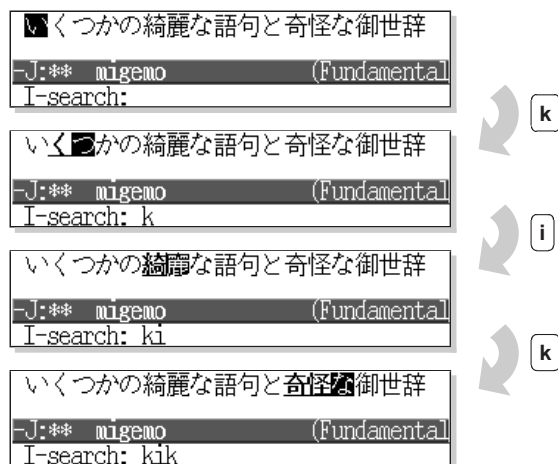 いくつかの綺麗な語句と奇怪な御世辞
-J:** migemo (Fundamental
I-search:
k
いくつかの綺麗な語句と奇怪な御世辞
-J:** migemo (Fundamental
I-search: k
i
いくつかの綺麗な語句と奇怪な御世辞
-J:** migemo (Fundamental
I-search: ki
k
いくつかの綺麗な語句と奇怪な御世辞
-J:** migemo (Fundamental
I-search: kik